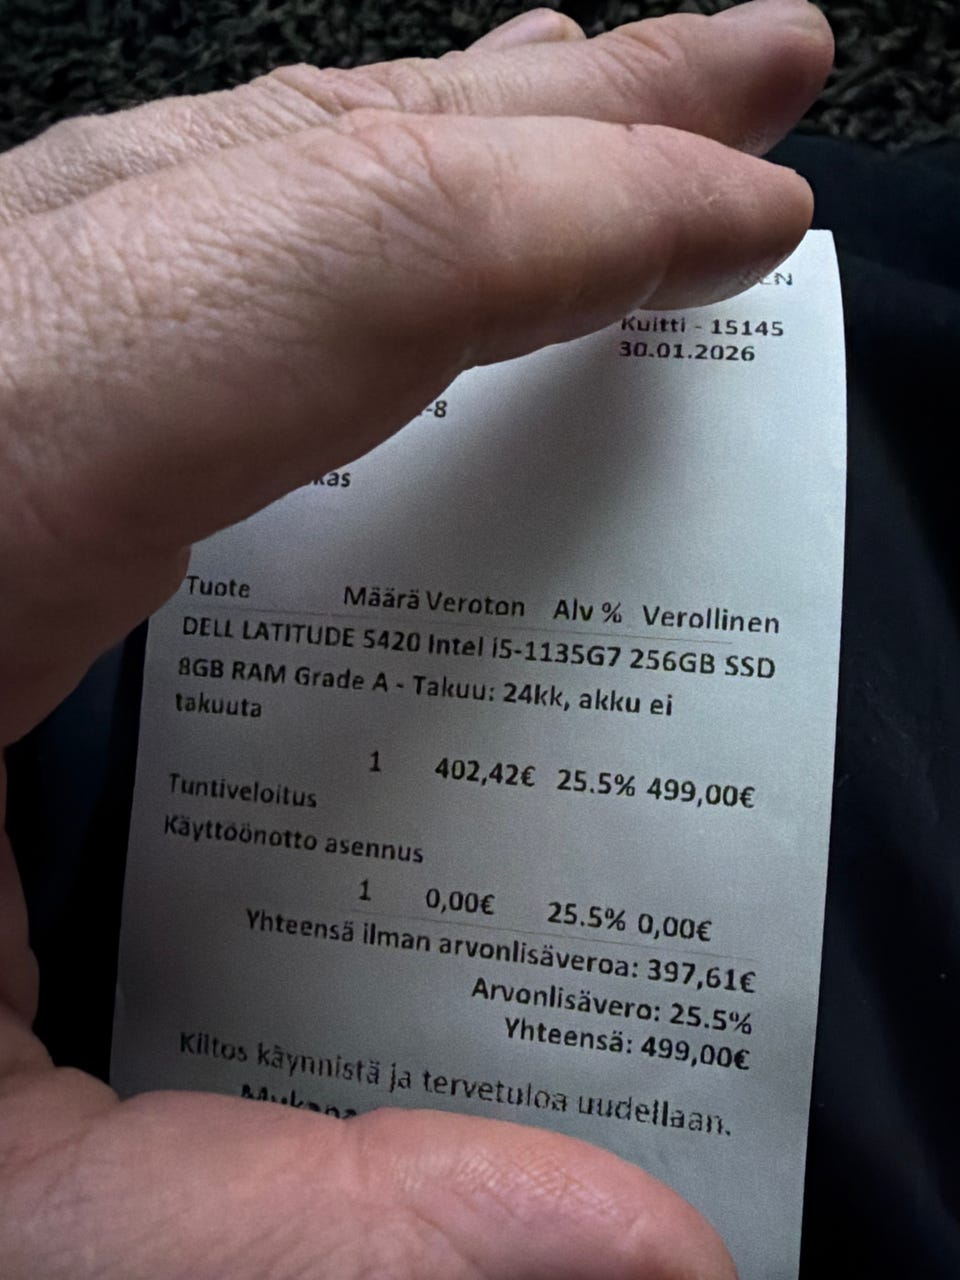 Kuitti - 15145
30.01.2026
-8
Tuote Määrä Veroton Alv % Verollinen
DELL LATITUDE 5420 Intel i5-1135G7 256GB SSD
8GB RAM Grade A - Takuu: 24kk, akku ei
takuuta
1 402,42€ 25.5% 499,00€
Tuntiveloitus
Käyttöönotto asennus
1 0,00€ 25.5% 0,00€
Yhteensä ilman arvonlisäveroa: 397,61€
Arvonlisävero: 25.5%
Yhteensä: 499,00€
Kiitos käynnistä ja tervetuloa uudellaan.